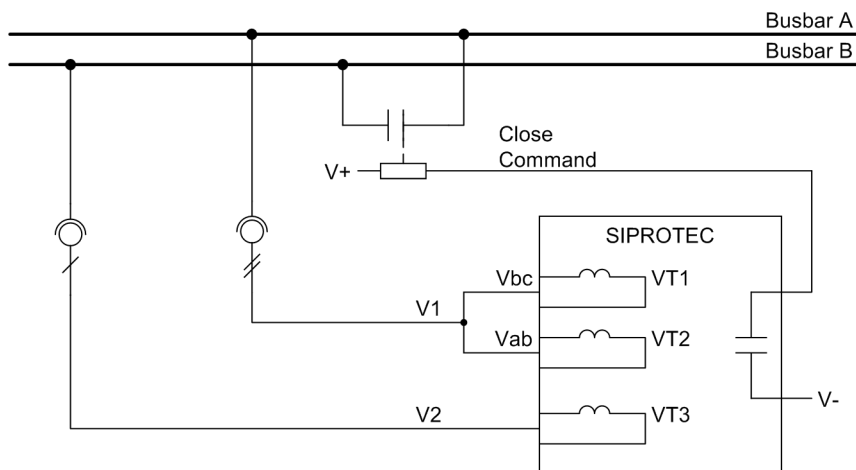 Busbar A
Busbar B
Close
Command
V+
SIPROTEC
Vbc
VT1
V1
Vab
VT2
V-
V2
VT3